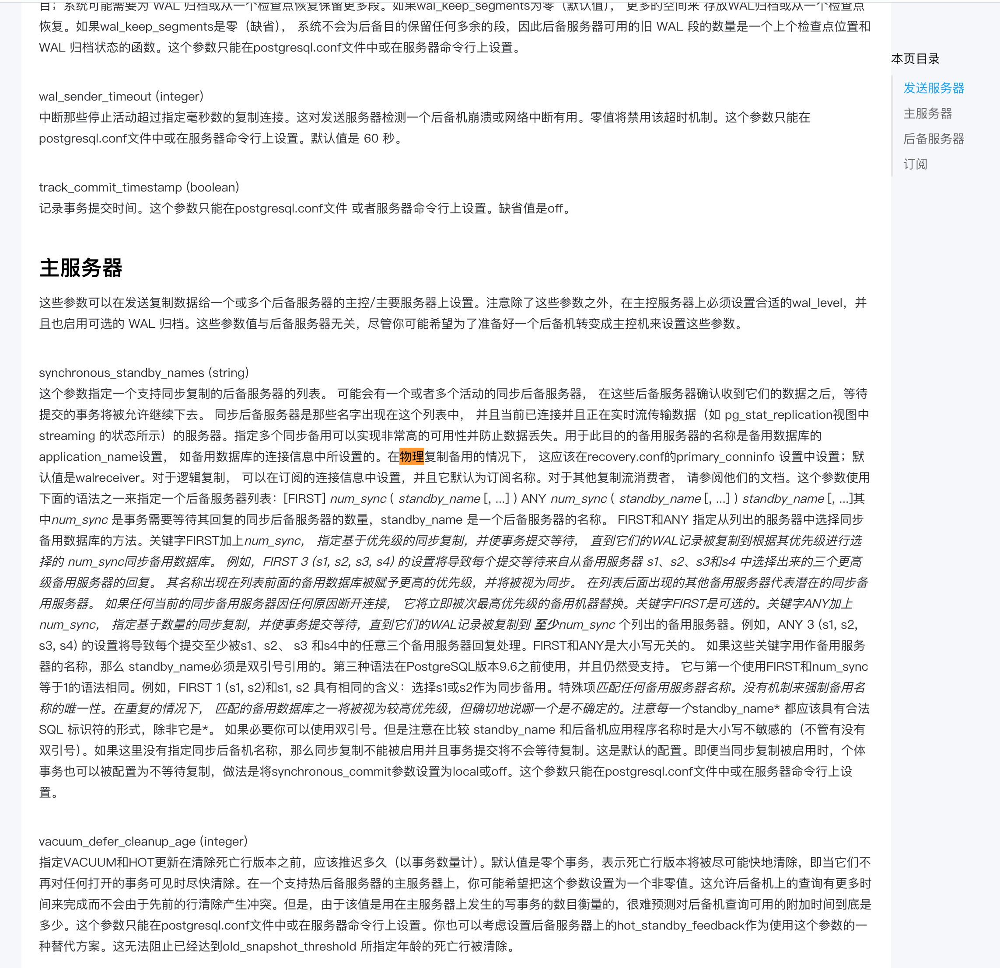 目；系统可能需要为 WAL 归档或从一个检查点恢复保留更多段。如果wal_keep_segments为零（默认值）， 更多的空间来 存放WAL归档或从一个检查点
恢复。如果wal_keep_segments是零（缺省）， 系统不会为后备目的保留任何多余的段，因此后备服务器可用的旧 WAL 段的数量是一个上个检查点位置和
WAL 归档状态的函数。这个参数只能在postgresql.conf文件中或在服务器命令行上设置。
wal_sender_timeout (integer)
中断那些停止活动超过指定毫秒数的复制连接。这对发送服务器检测一个后备机崩溃或网络中断有用。零值将禁用该超时机制。这个参数只能在
postgresql.conf文件中或在服务器命令行上设置。默认值是 60 秒。
track_commit_timestamp (boolean)
记录事务提交时间。这个参数只能在postgresql.conf文件 或者服务器命令行上设置。缺省值是off。
主服务器
这些参数可以在发送复制数据给一个或多个后备服务器的主控/主要服务器上设置。注意除了这些参数之外，在主控服务器上必须设置合适的wal_level，并
且也启用可选的 WAL 归档。这些参数值与后备服务器无关，尽管你可能希望为了准备好一个后备机转变成主控机来设置这些参数。
synchronous_standby_names (string)
这个参数指定一个支持同步复制的后备服务器的列表。 可能会有一个或者多个活动的同步后备服务器， 在这些后备服务器确认收到它们的数据之后，等待
提交的事务将被允许继续下去。 同步后备服务器是那些名字出现在这个列表中， 并且当前已连接并且正在实时流传输数据（如 pg_stat_replication视图中
streaming 的状态所示）的服务器。指定多个同步备用可以实现非常高的可用性并防止数据丢失。用于此目的的备用服务器的名称是备用数据库的
application_name设置， 如备用数据库的连接信息中所设置的。在物理复制备用的情况下， 这应该在recovery.conf的primary_conninfo 设置中设置；默
认值是walreceiver。对于逻辑复制， 可以在订阅的连接信息中设置，并且它默认为订阅名称。对于其他复制流消费者， 请参阅他们的文档。这个参数使用
下面的语法之一来指定一个后备服务器列表：[FIRST] num_sync ( standby_name [, ...] ) ANY num_sync ( standby_name [, ...] ) standby_name [, ...]其
中num_sync 是事务需要等待其回复的同步后备服务器的数量，standby_name 是一个后备服务器的名称。 FIRST和ANY 指定从列出的服务器中选择同步
备用数据库的方法。关键字FIRST加上num_sync， 指定基于优先级的同步复制，并使事务提交等待， 直到它们的WAL记录被复制到根据其优先级进行选
择的 num_sync同步备用数据库。 例如，FIRST 3 (s1, s2, s3, s4) 的设置将导致每个提交等待来自从备用服务器 s1、s2、s3和s4 中选择出来的三个更高
级备用服务器的回复。 其名称出现在列表前面的备用数据库被赋予更高的优先级，并将被视为同步。 在列表后面出现的其他备用服务器代表潜在的同步备
用服务器。 如果任何当前的同步备用服务器因任何原因断开连接， 它将立即被次最高优先级的备用机器替换。关键字FIRST是可选的。关键字ANY加上
num_sync， 指定基于数量的同步复制，并使事务提交等待，直到它们的WAL记录被复制到 至少num_sync 个列出的备用服务器。例如，ANY 3 (s1, s2,
s3, s4) 的设置将导致每个提交至少被s1、s2、 s3 和s4中的任意三个备用服务器回复处理。FIRST和ANY是大小写无关的。 如果这些关键字用作备用服务
器的名称，那么 standby_name必须是双引号引用的。第三种语法在PostgreSQL版本9.6之前使用，并且仍然受支持。 它与第一个使用FIRST和num_sync
等于1的语法相同。例如，FIRST 1 (s1, s2)和s1, s2 具有相同的含义：选择s1或s2作为同步备用。特殊项匹配任何备用服务器名称。没有机制来强制备用名
称的唯一性。在重复的情况下， 匹配的备用数据库之一将被视为较高优先级，但确切地说哪一个是不确定的。注意每一个standby_name* 都应该具有合法
SQL 标识符的形式，除非它是*。 如果必要你可以使用双引号。但是注意在比较 standby_name 和后备机应用程序名称时是大小写不敏感的（不管有没有
双引号）。如果这里没有指定同步后备机名称，那么同步复制不能被启用并且事务提交将不会等待复制。这是默认的配置。即便当同步复制被启用时，个体
事务也可以被配置为不等待复制，做法是将synchronous_commit参数设置为local或off。这个参数只能在postgresql.conf文件中或在服务器命令行上设
置。
vacuum_defer_cleanup_age (integer)
指定VACUUM和HOT更新在清除死亡行版本之前，应该推迟多久（以事务数量计）。默认值是零个事务，表示死亡行版本将被尽可能快地清除，即当它们不
再对任何打开的事务可见时尽快清除。在一个支持热后备服务器的主服务器上，你可能希望把这个参数设置为一个非零值。这允许后备机上的查询有更多时
间来完成而不会由于先前的行清除产生冲突。但是，由于该值是用在主服务器上发生的写事务的数目衡量的，很难预测对后备机查询可用的附加时间到底是
多少。这个参数只能在postgresql.conf文件中或在服务器命令行上设置。你也可以考虑设置后备服务器上的hot_standby_feedback作为使用这个参数的一
种替代方案。这无法阻止已经达到old_snapshot_threshold 所指定年龄的死亡行被清除。
本页目录
发送服务器
主服务器
后备服务器
订阅